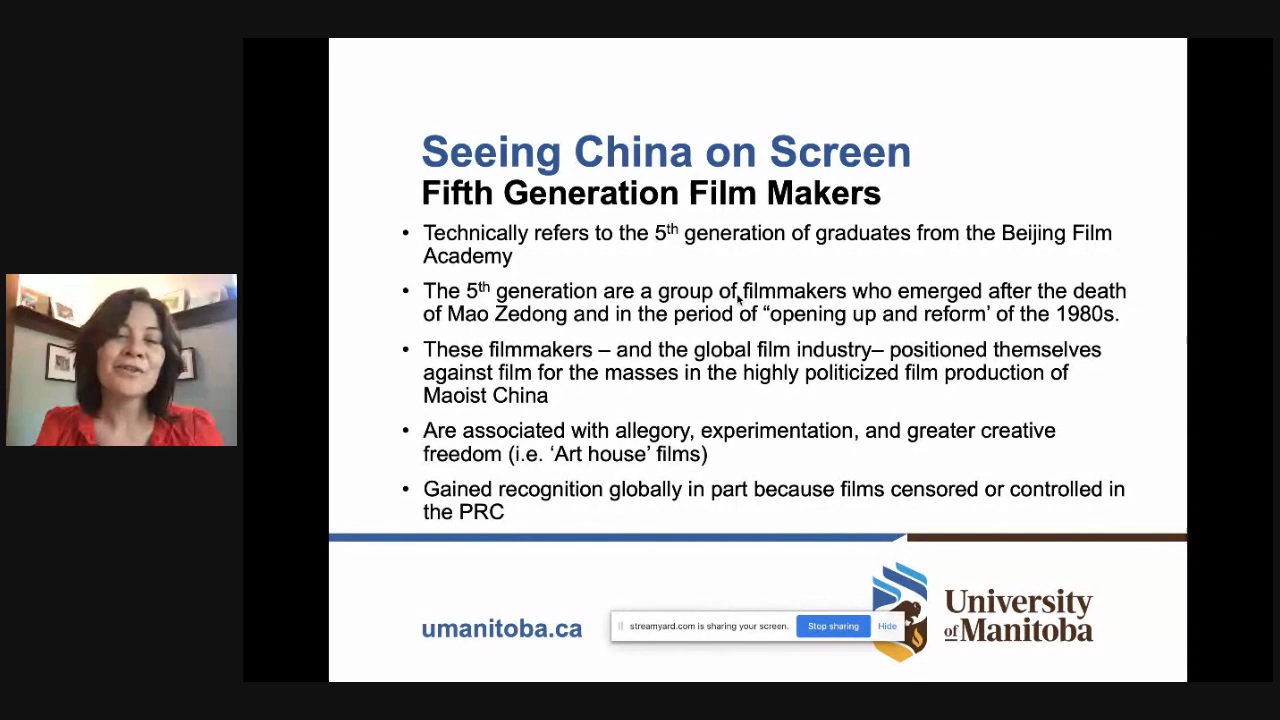 Seeing China on Screen
Fifth Generation Film Makers
• Technically refers to the 5th generation of graduates from the Beijing Film
Academy
• The 5th generation are a group of filmmakers who emerged after the death
of Mao Zedong and in the period of “opening up and reform’ of the 1980s.
• These filmmakers – and the global film industry– positioned themselves
against film for the masses in the highly politicized film production of
Maoist China
• Are associated with allegory, experimentation, and greater creative
freedom (i.e. ‘Art house’ films)
• Gained recognition globally in part because films censored or controlled in
the PRC
umanitoba.ca
streamyard.com is sharing your screen.
Stop sharing
Hide
University
of Manitoba